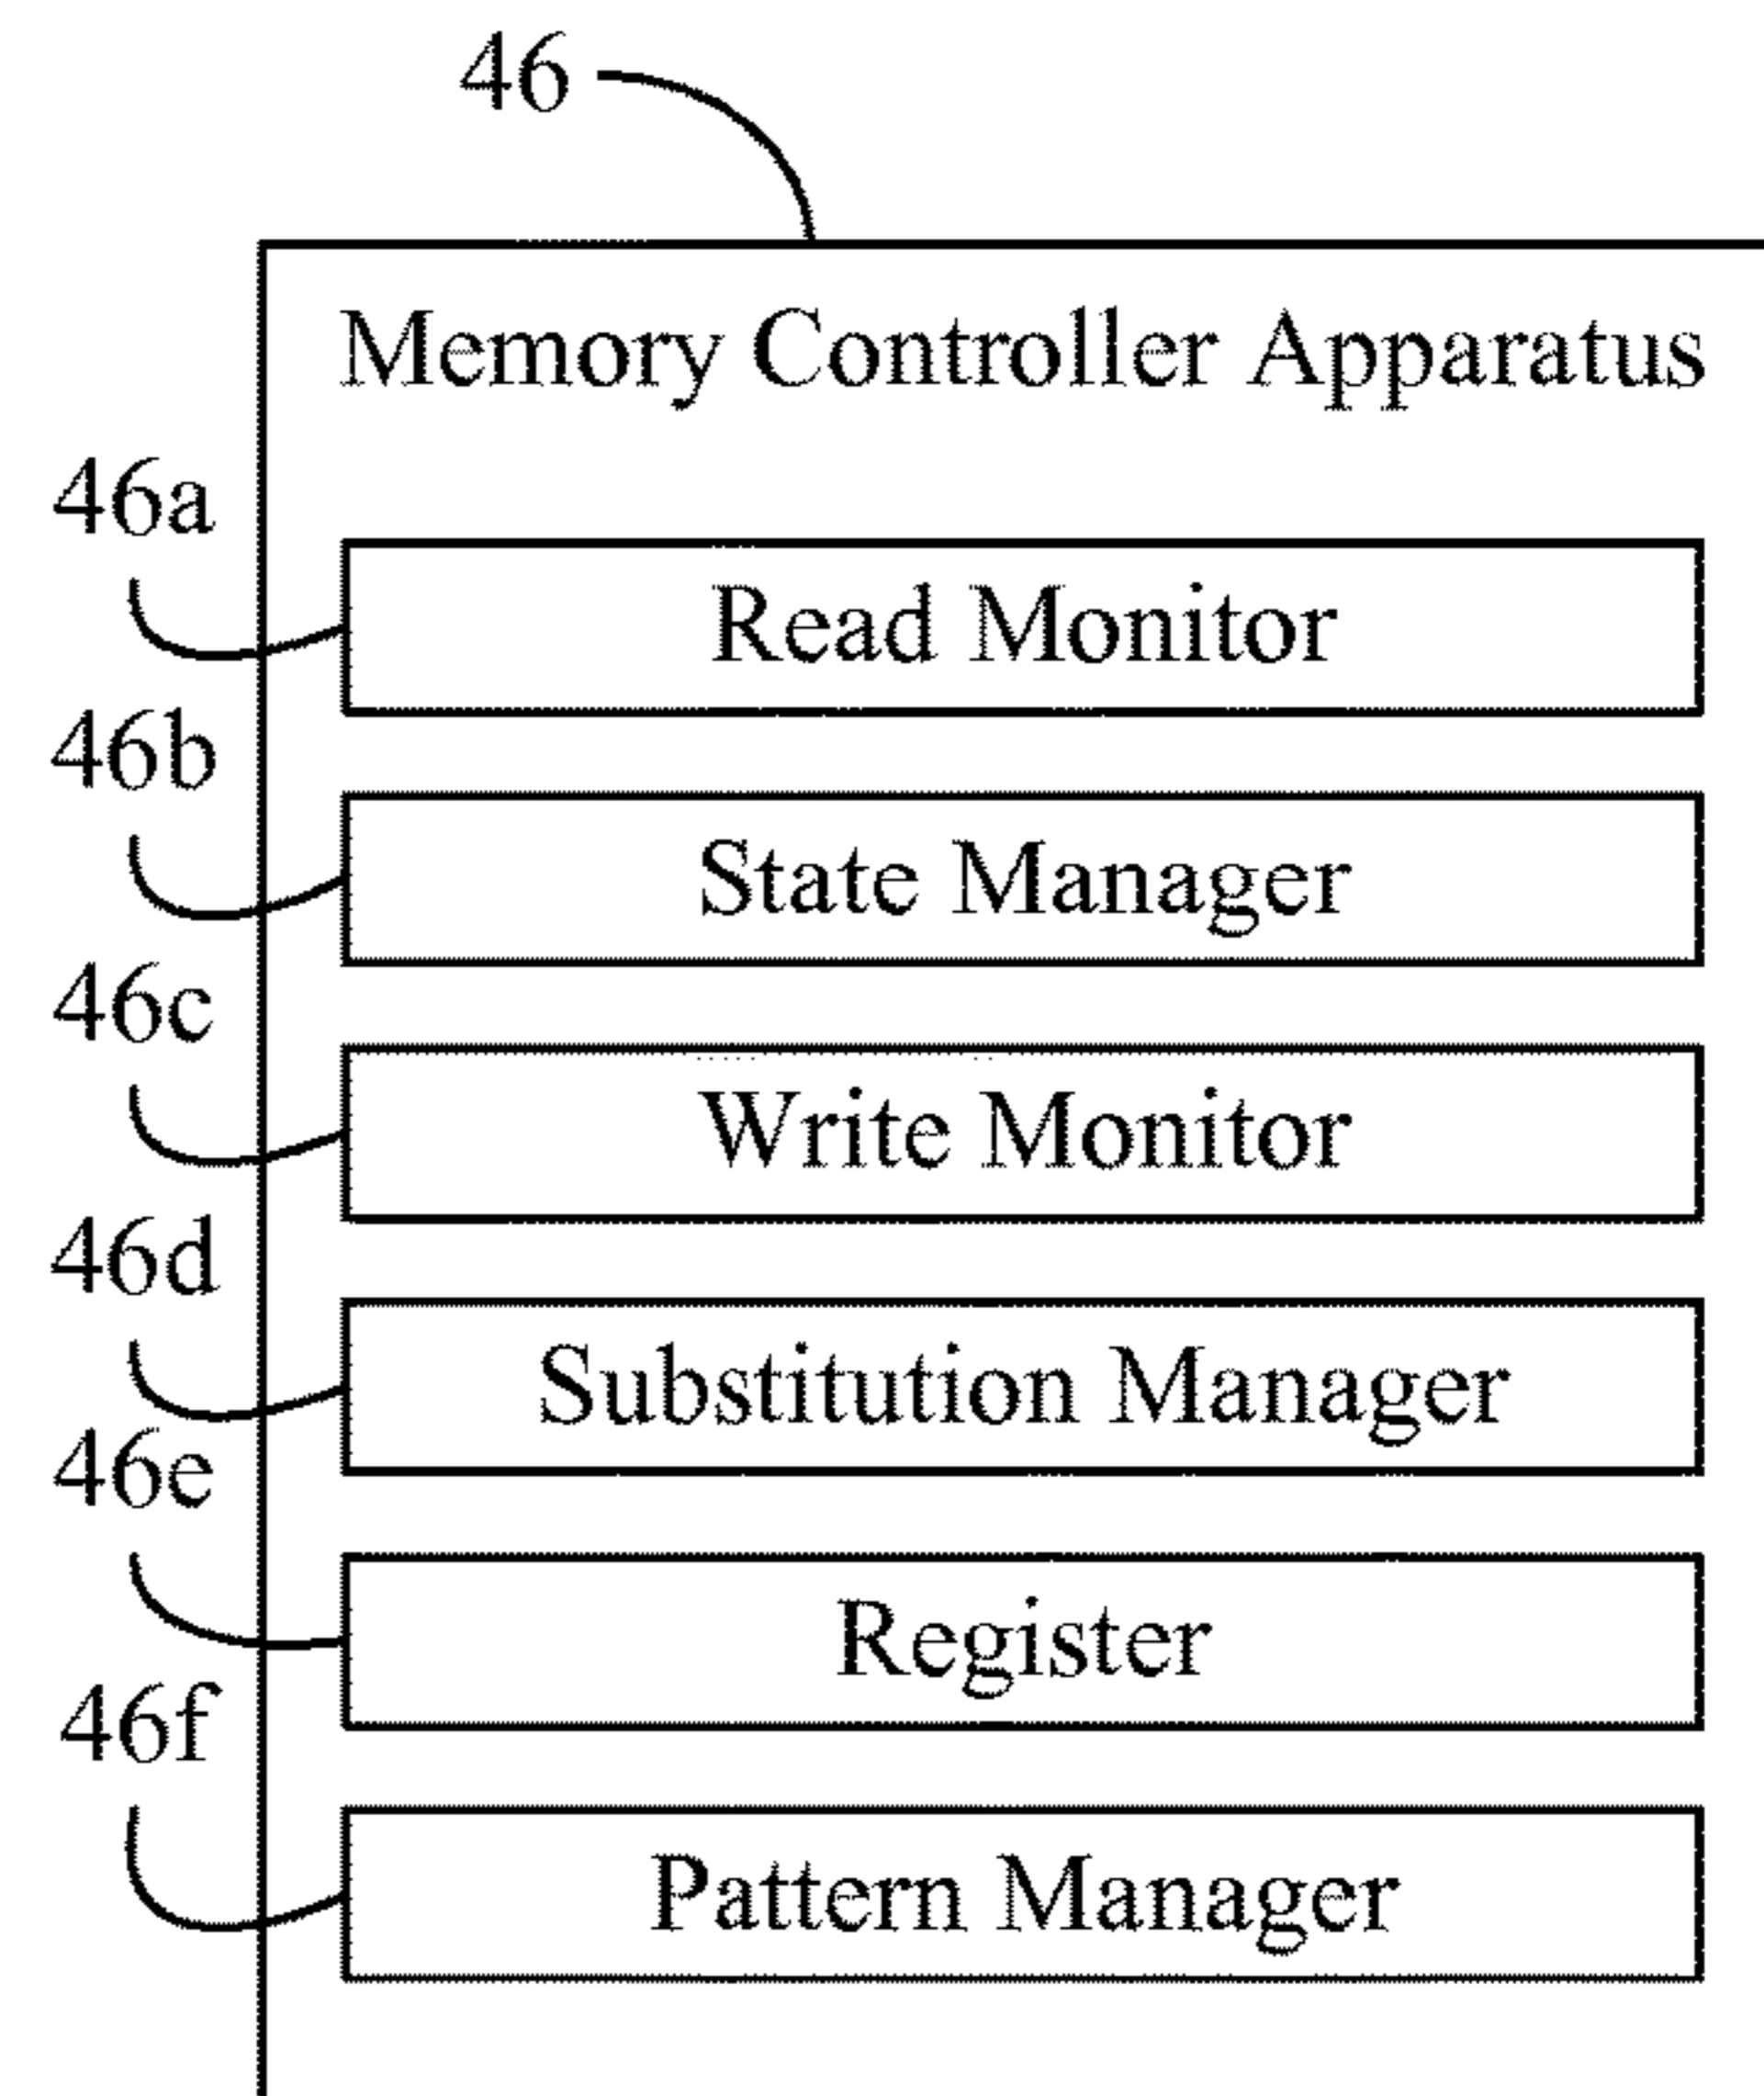 46
Memory Controller Apparatus
46a
Read Monitor
46b
State Manager
46c
Write Monitor
46d
Substitution Manager
46e
Register
46f
Pattern Manager